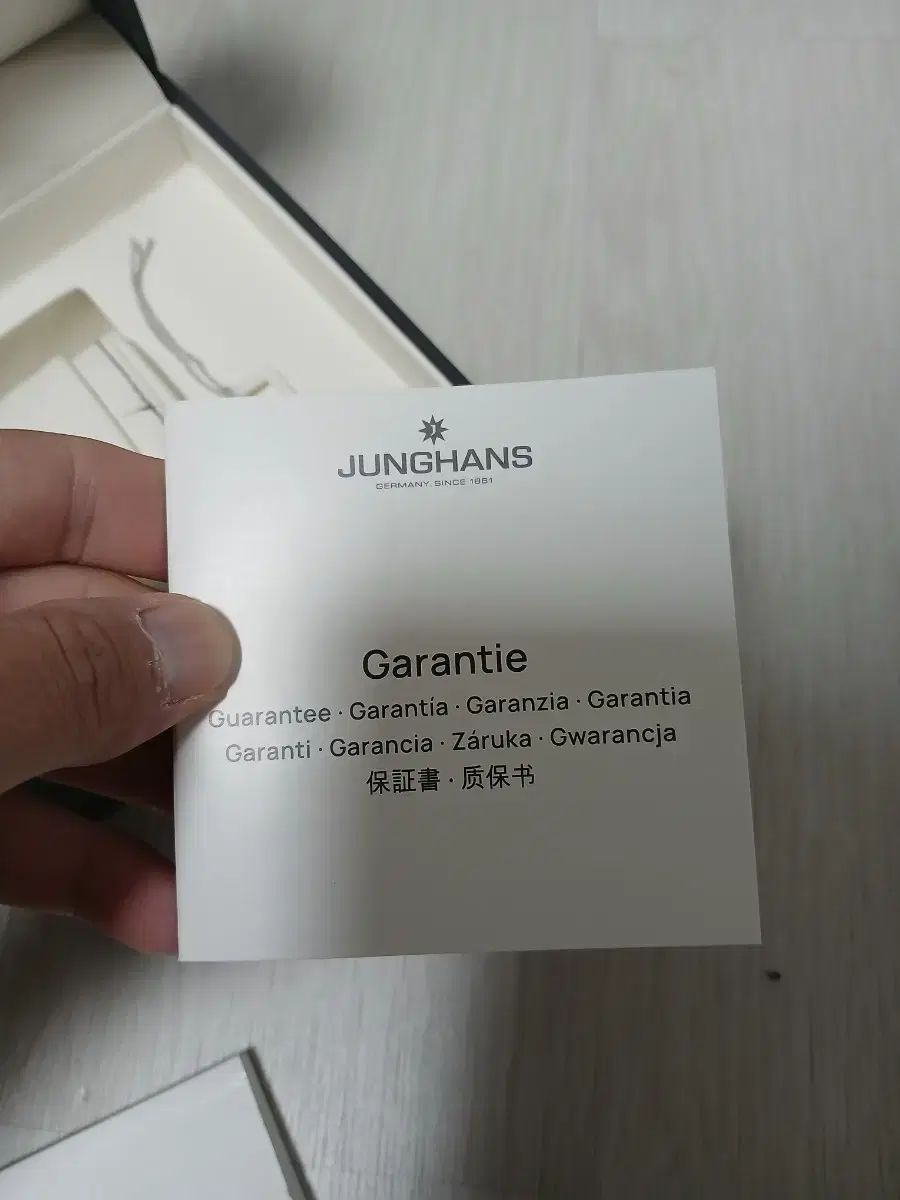 JUNGHANS
GERMANY. SINCE 1861
Garantie
Guarantee · Garantía · Garanzia · Garantia
Garanti · Garancia · Záruka · Gwarancja
保証書 · 质保书